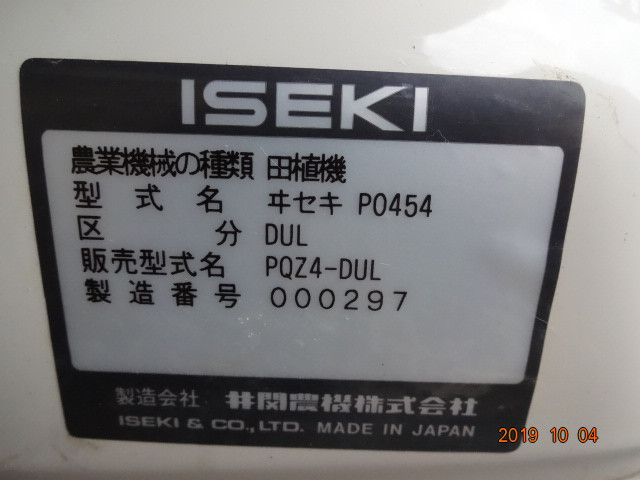 ISEKI
農業機械の種類 田植機
型式名 ヰセキ PO454
区分 DUL
販売型式名 PQZ4-DUL
製造番号 000297
製造会社 井関農機株式会社
ISEKI & CO., LTD. MADE IN JAPAN
2019 10 04